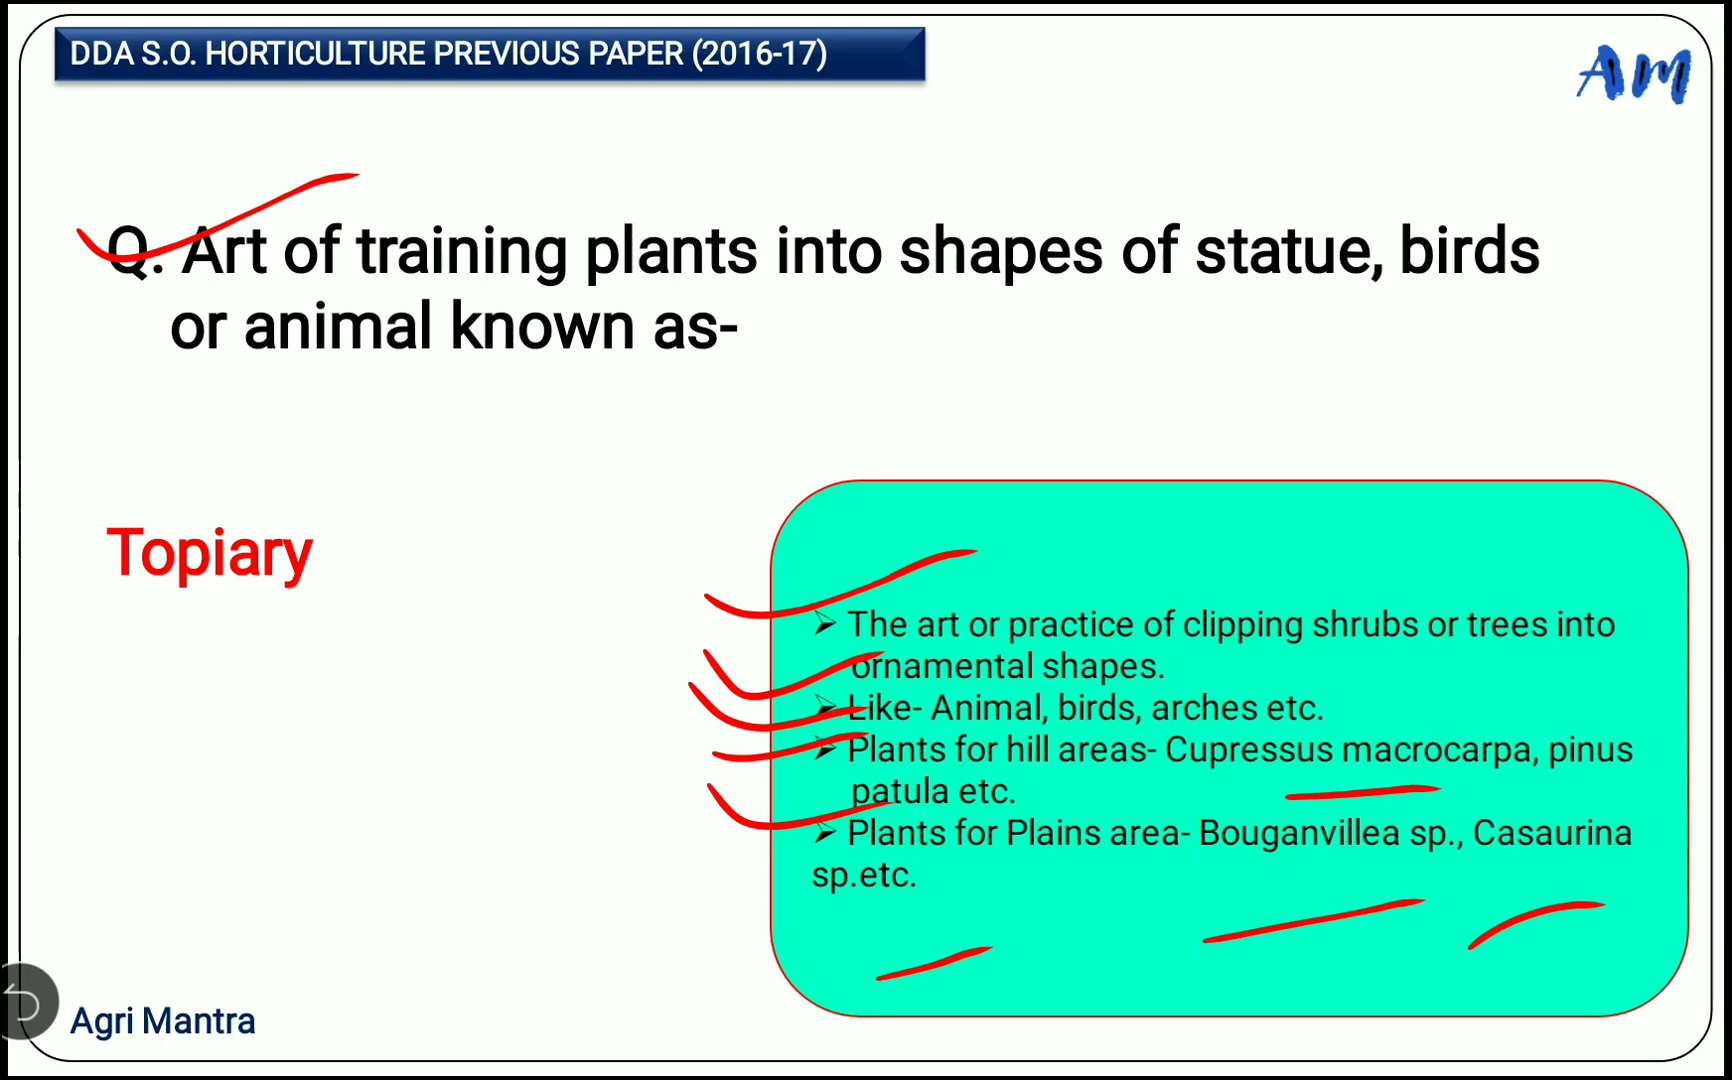 DDA S.O. HORTICULTURE PREVIOUS PAPER (2016-17)
AM
Q. Art of training plants into shapes of statue, birds
or animal known as-
Topiary
➢ The art or practice of clipping shrubs or trees into
ornamental shapes.
➢ Like- Animal, birds, arches etc.
➢ Plants for hill areas- Cupressus macrocarpa, pinus
patula etc.
➢ Plants for Plains area- Bouganvillea sp., Casaurina
sp.etc.
Agri Mantra